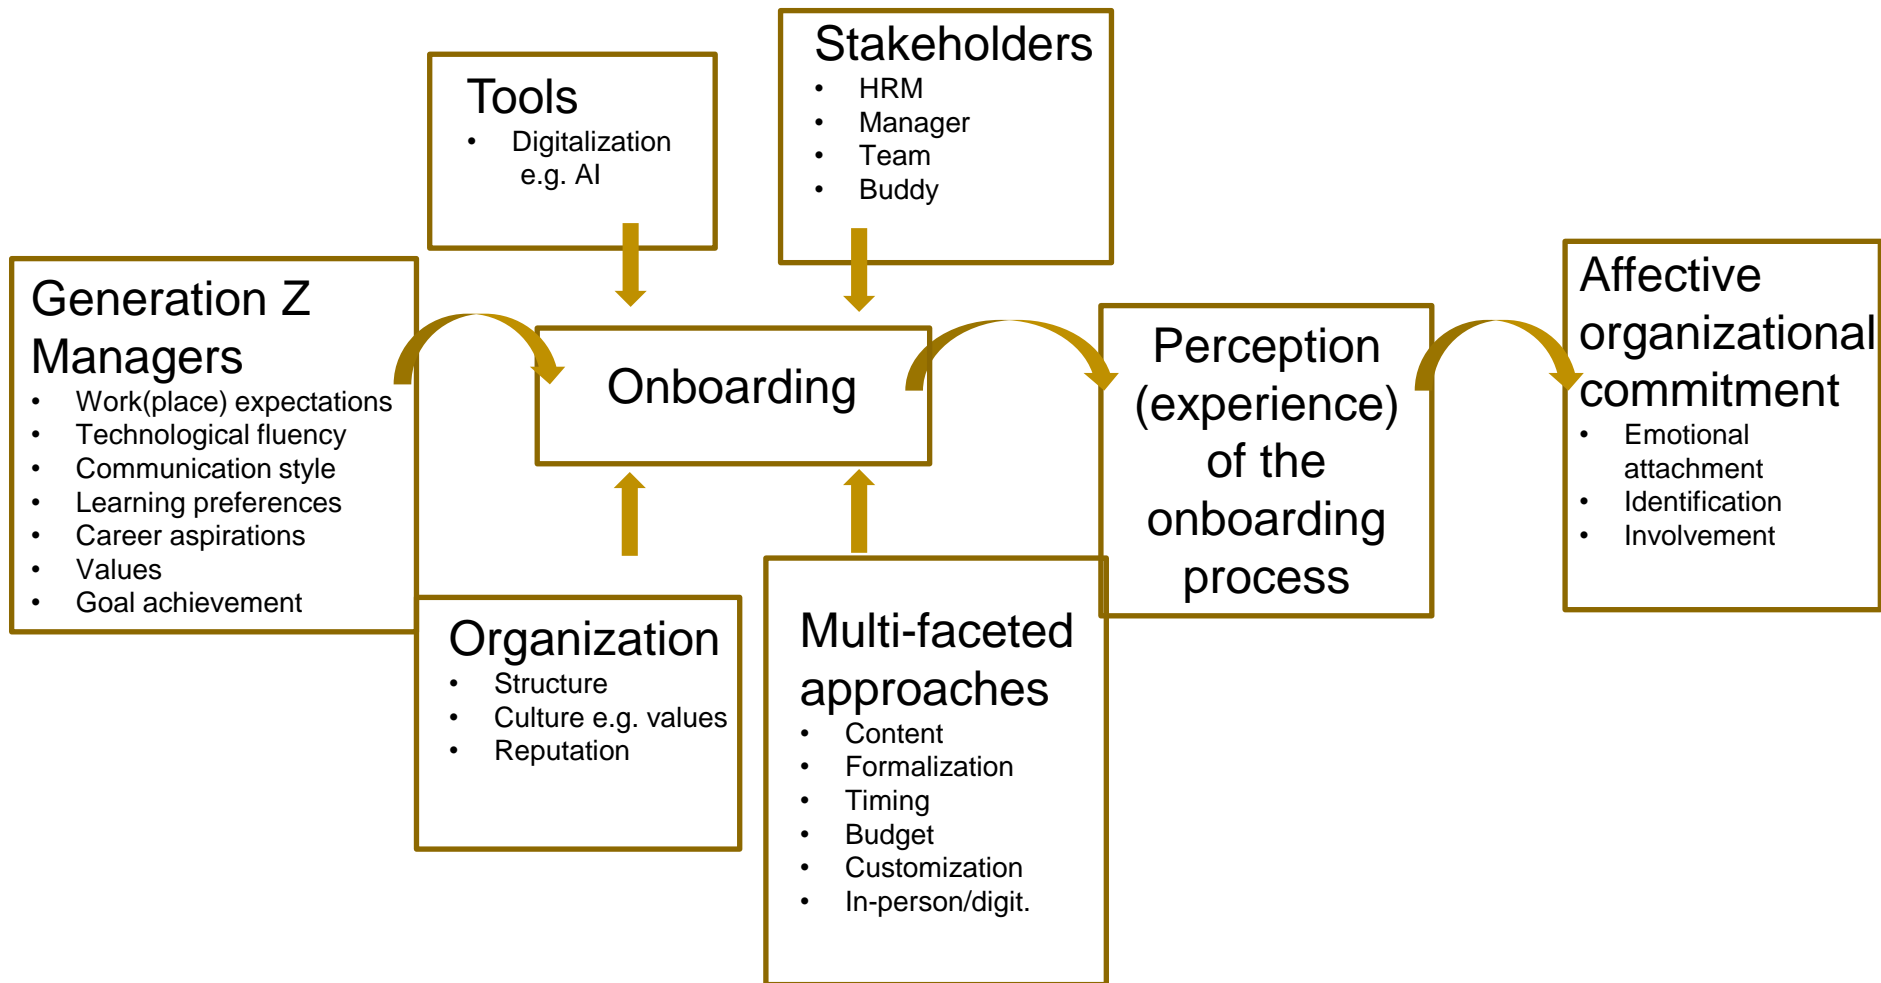 Stakeholders
• HRM
• Manager
• Team
• Buddy
Tools
• Digitalization
e.g. AI
Generation Z
Managers
• Work(place) expectations
• Technological fluency
• Communication style
• Learning preferences
• Career aspirations
• Values
• Goal achievement
Onboarding
Perception
(experience)
of the
onboarding
process
Affective
organizational
commitment
• Emotional
attachment
• Identification
• Involvement
Organization
• Structure
• Culture e.g. values
• Reputation
Multi-faceted
approaches
• Content
• Formalization
• Timing
• Budget
• Customization
• In-person/digit.